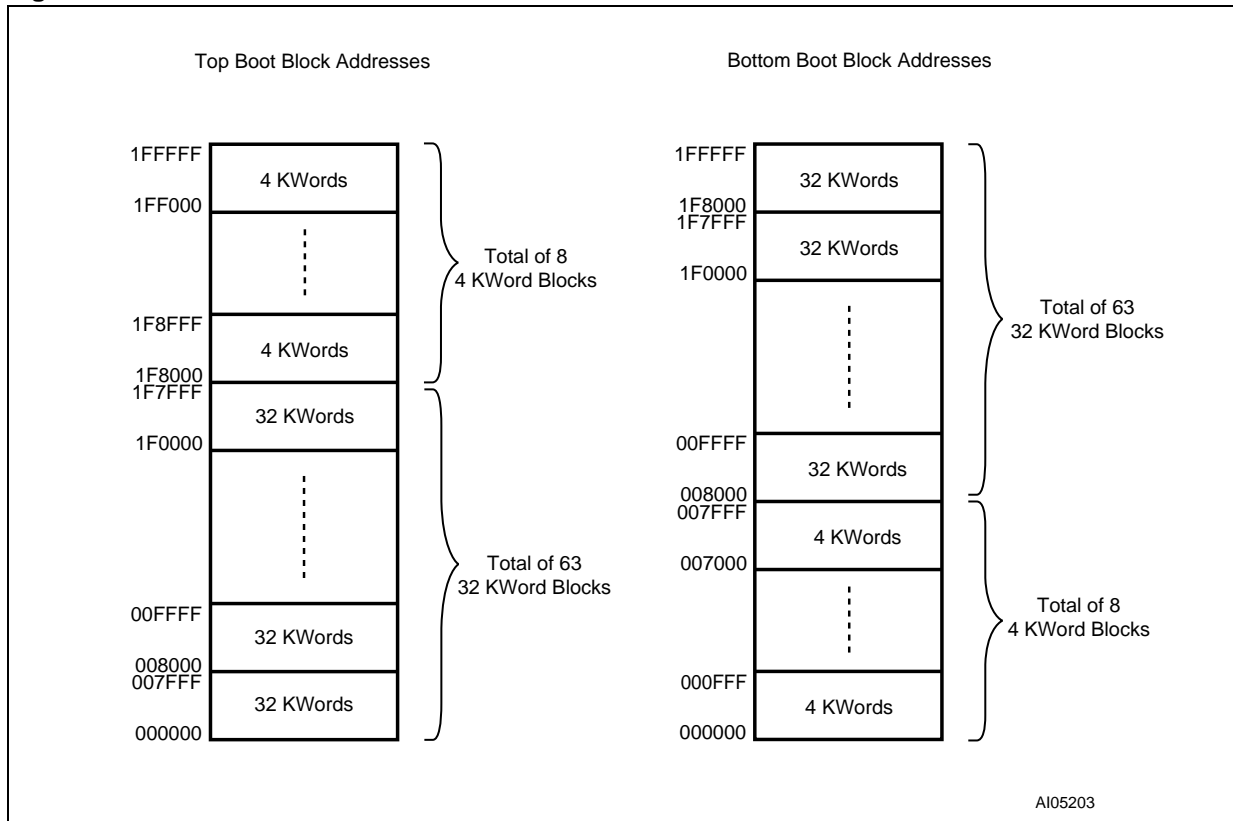 Top Boot Block Addresses
1FFFFF
4 KWords
1FF000
Total of 8
4 KWord Blocks
1F8FFF
4 KWords
1F8000
1F7FFF
32 KWords
1F0000
Total of 63
32 KWord Blocks
00FFFF
32 KWords
008000
007FFF
32 KWords
000000
Bottom Boot Block Addresses
1FFFFF
32 KWords
1F8000
1F7FFF
32 KWords
1F0000
Total of 63
32 KWord Blocks
00FFFF
32 KWords
008000
007FFF
4 KWords
007000
Total of 8
4 KWord Blocks
000FFF
4 KWords
000000
AI05203